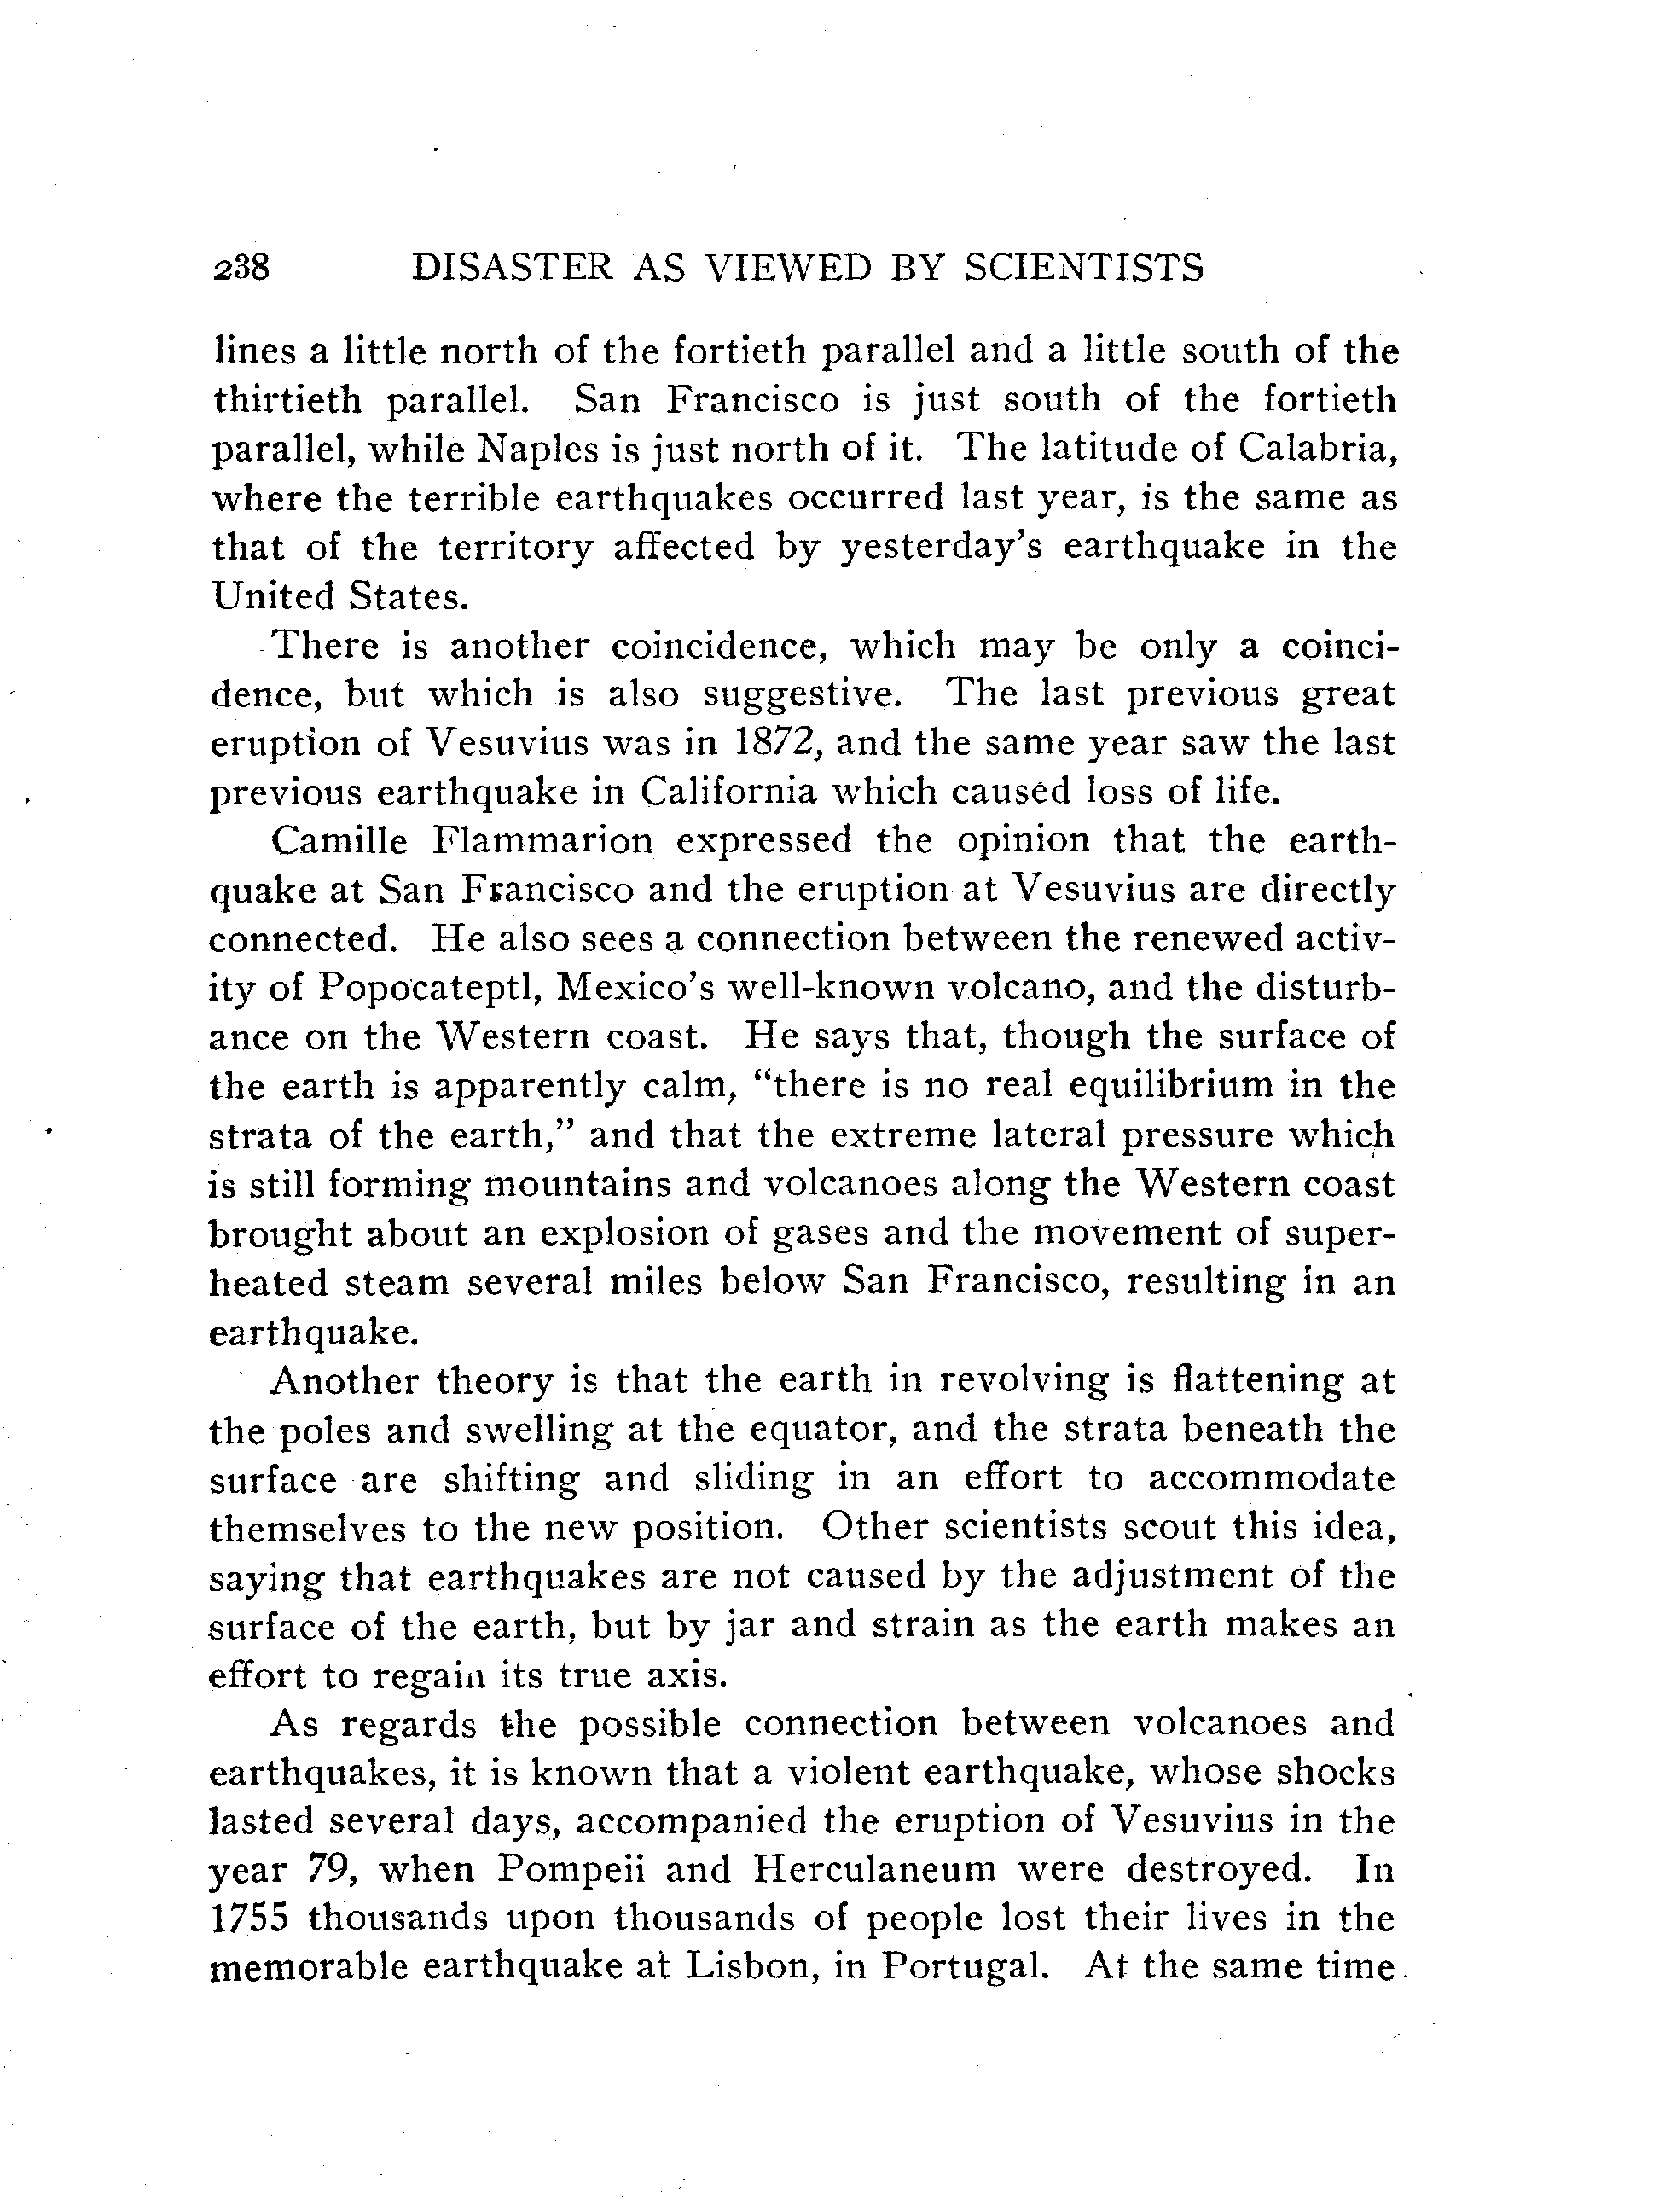 238 DISASTER AS VIEWED BY SCIENTISTS
lines a little north of the fortieth parallel and a little south of the
thirtieth parallel. San Francisco is just south of the fortieth
parallel, while Naples is just north of it. The latitude of Calabria,
where the terrible earthquakes occurred last year, is the same as
that of the territory affected by yesterday's earthquake in the
United States.
There is another coincidence, which may be only a coinci-
dence, but which is also suggestive. The last previous great
eruption of Vesuvius was in 1872, and the same year saw the last
previous earthquake in California which caused loss of life.
Camille Flammarion expressed the opinion that the earth-
quake at San Francisco and the eruption at Vesuvius are directly
connected. He also sees a connection between the renewed activ-
ity of Popocateptl, Mexico's well-known volcano, and the disturb-
ance on the Western coast. He says that, though the surface of
the earth is apparently calm, "there is no real equilibrium in the
strata of the earth," and that the extreme lateral pressure which
is still forming mountains and volcanoes along the Western coast
brought about an explosion of gases and the movement of super-
heated steam several miles below San Francisco, resulting in an
earthquake.
Another theory is that the earth in revolving is flattening at
the poles and swelling at the equator, and the strata beneath the
surface are shifting and sliding in an effort to accommodate
themselves to the new position. Other scientists scout this idea,
saying that earthquakes are not caused by the adjustment of the
surface of the earth, but by jar and strain as the earth makes an
effort to regain its true axis.
As regards the possible connection between volcanoes and
earthquakes, it is known that a violent earthquake, whose shocks
lasted several days, accompanied the eruption of Vesuvius in the
year 79, when Pompeii and Herculaneum were destroyed. In
1755 thousands upon thousands of people lost their lives in the
memorable earthquake at Lisbon, in Portugal. At the same time